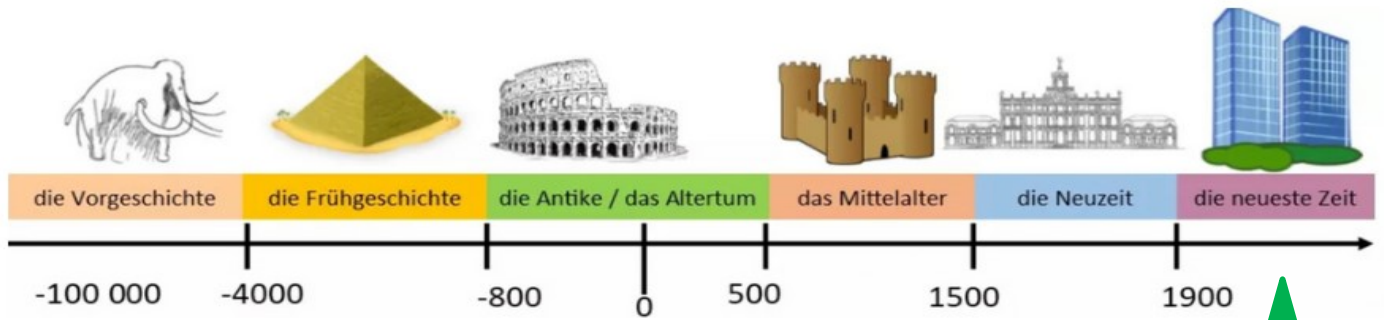 die Vorgeschichte die Frühgeschichte die Antike / das Altertum das Mittelalter die Neuzeit die neueste Zeit
-100 000 -4000 -800 0 500 1500 1900